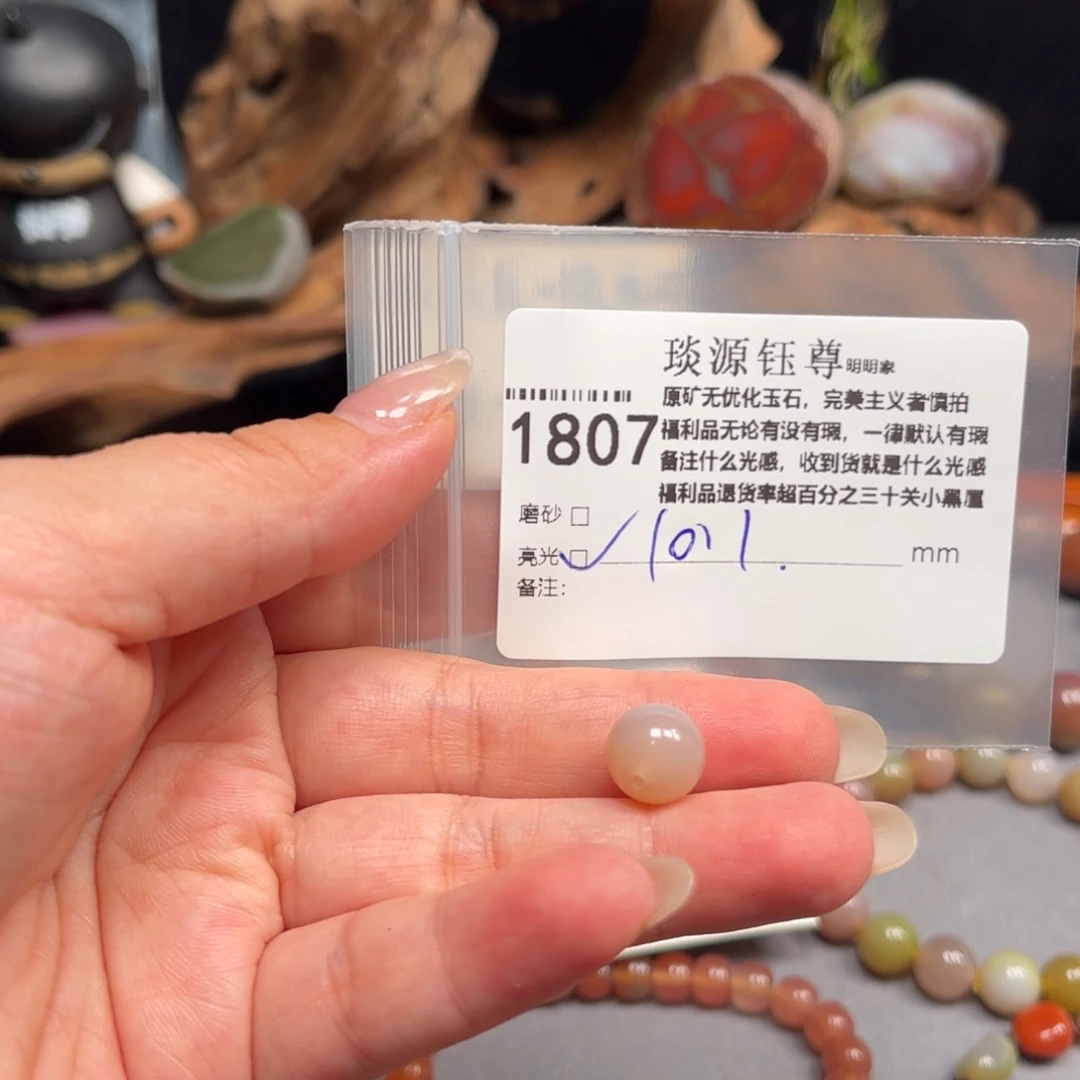 琰源钰尊明明家
原矿无优化玉石，完美主义者慎拍
1807
福利品无论有没有瑕，一律默认有瑕
备注什么光感，收到货就是什么光感
福利品退货率超百分之三十关小黑屋
磨砂 □
亮光 □ ✓ mm
备注：